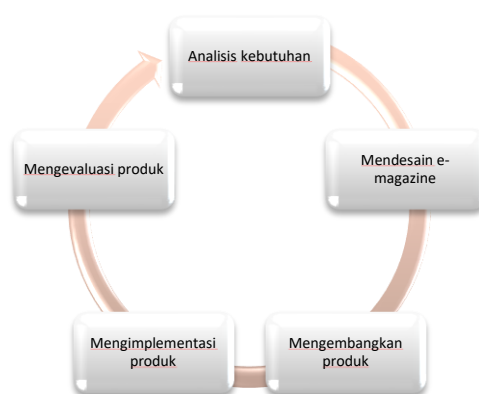 Analisis kebutuhan
Mendesain e-
magazine
Mengembangkan
produk
Mengimplementasi
produk
Mengevaluasi produk